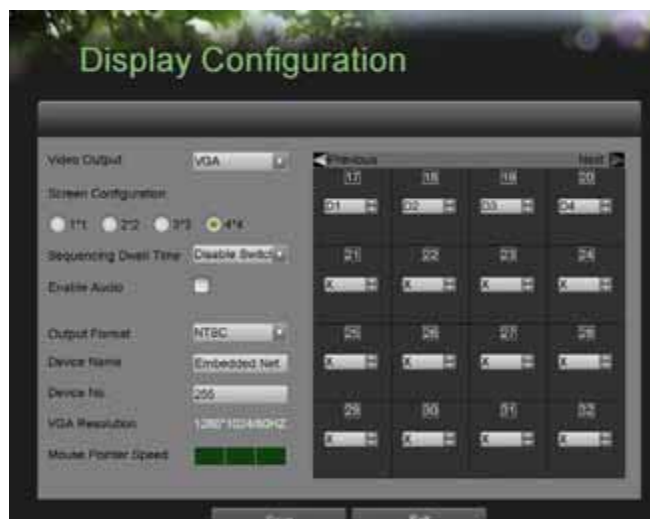 Display Configuration
Video Output VGA
Previous Next
17 18 19 20
Screen Configuration
D1 D2 D3 D4
1*1 2*2 3*3 4*4
Sequencing Dwell Time Disable Switc
21 22 23 24
Enable Audio
X X X X
Output Format NTSC
25 26 27 28
Device Name Embedded Net
X X X X
Device No. 255
29 30 31 32
VGA Resolution 1280*1024/60HZ
X X X X
Mouse Pointer Speed
Exit